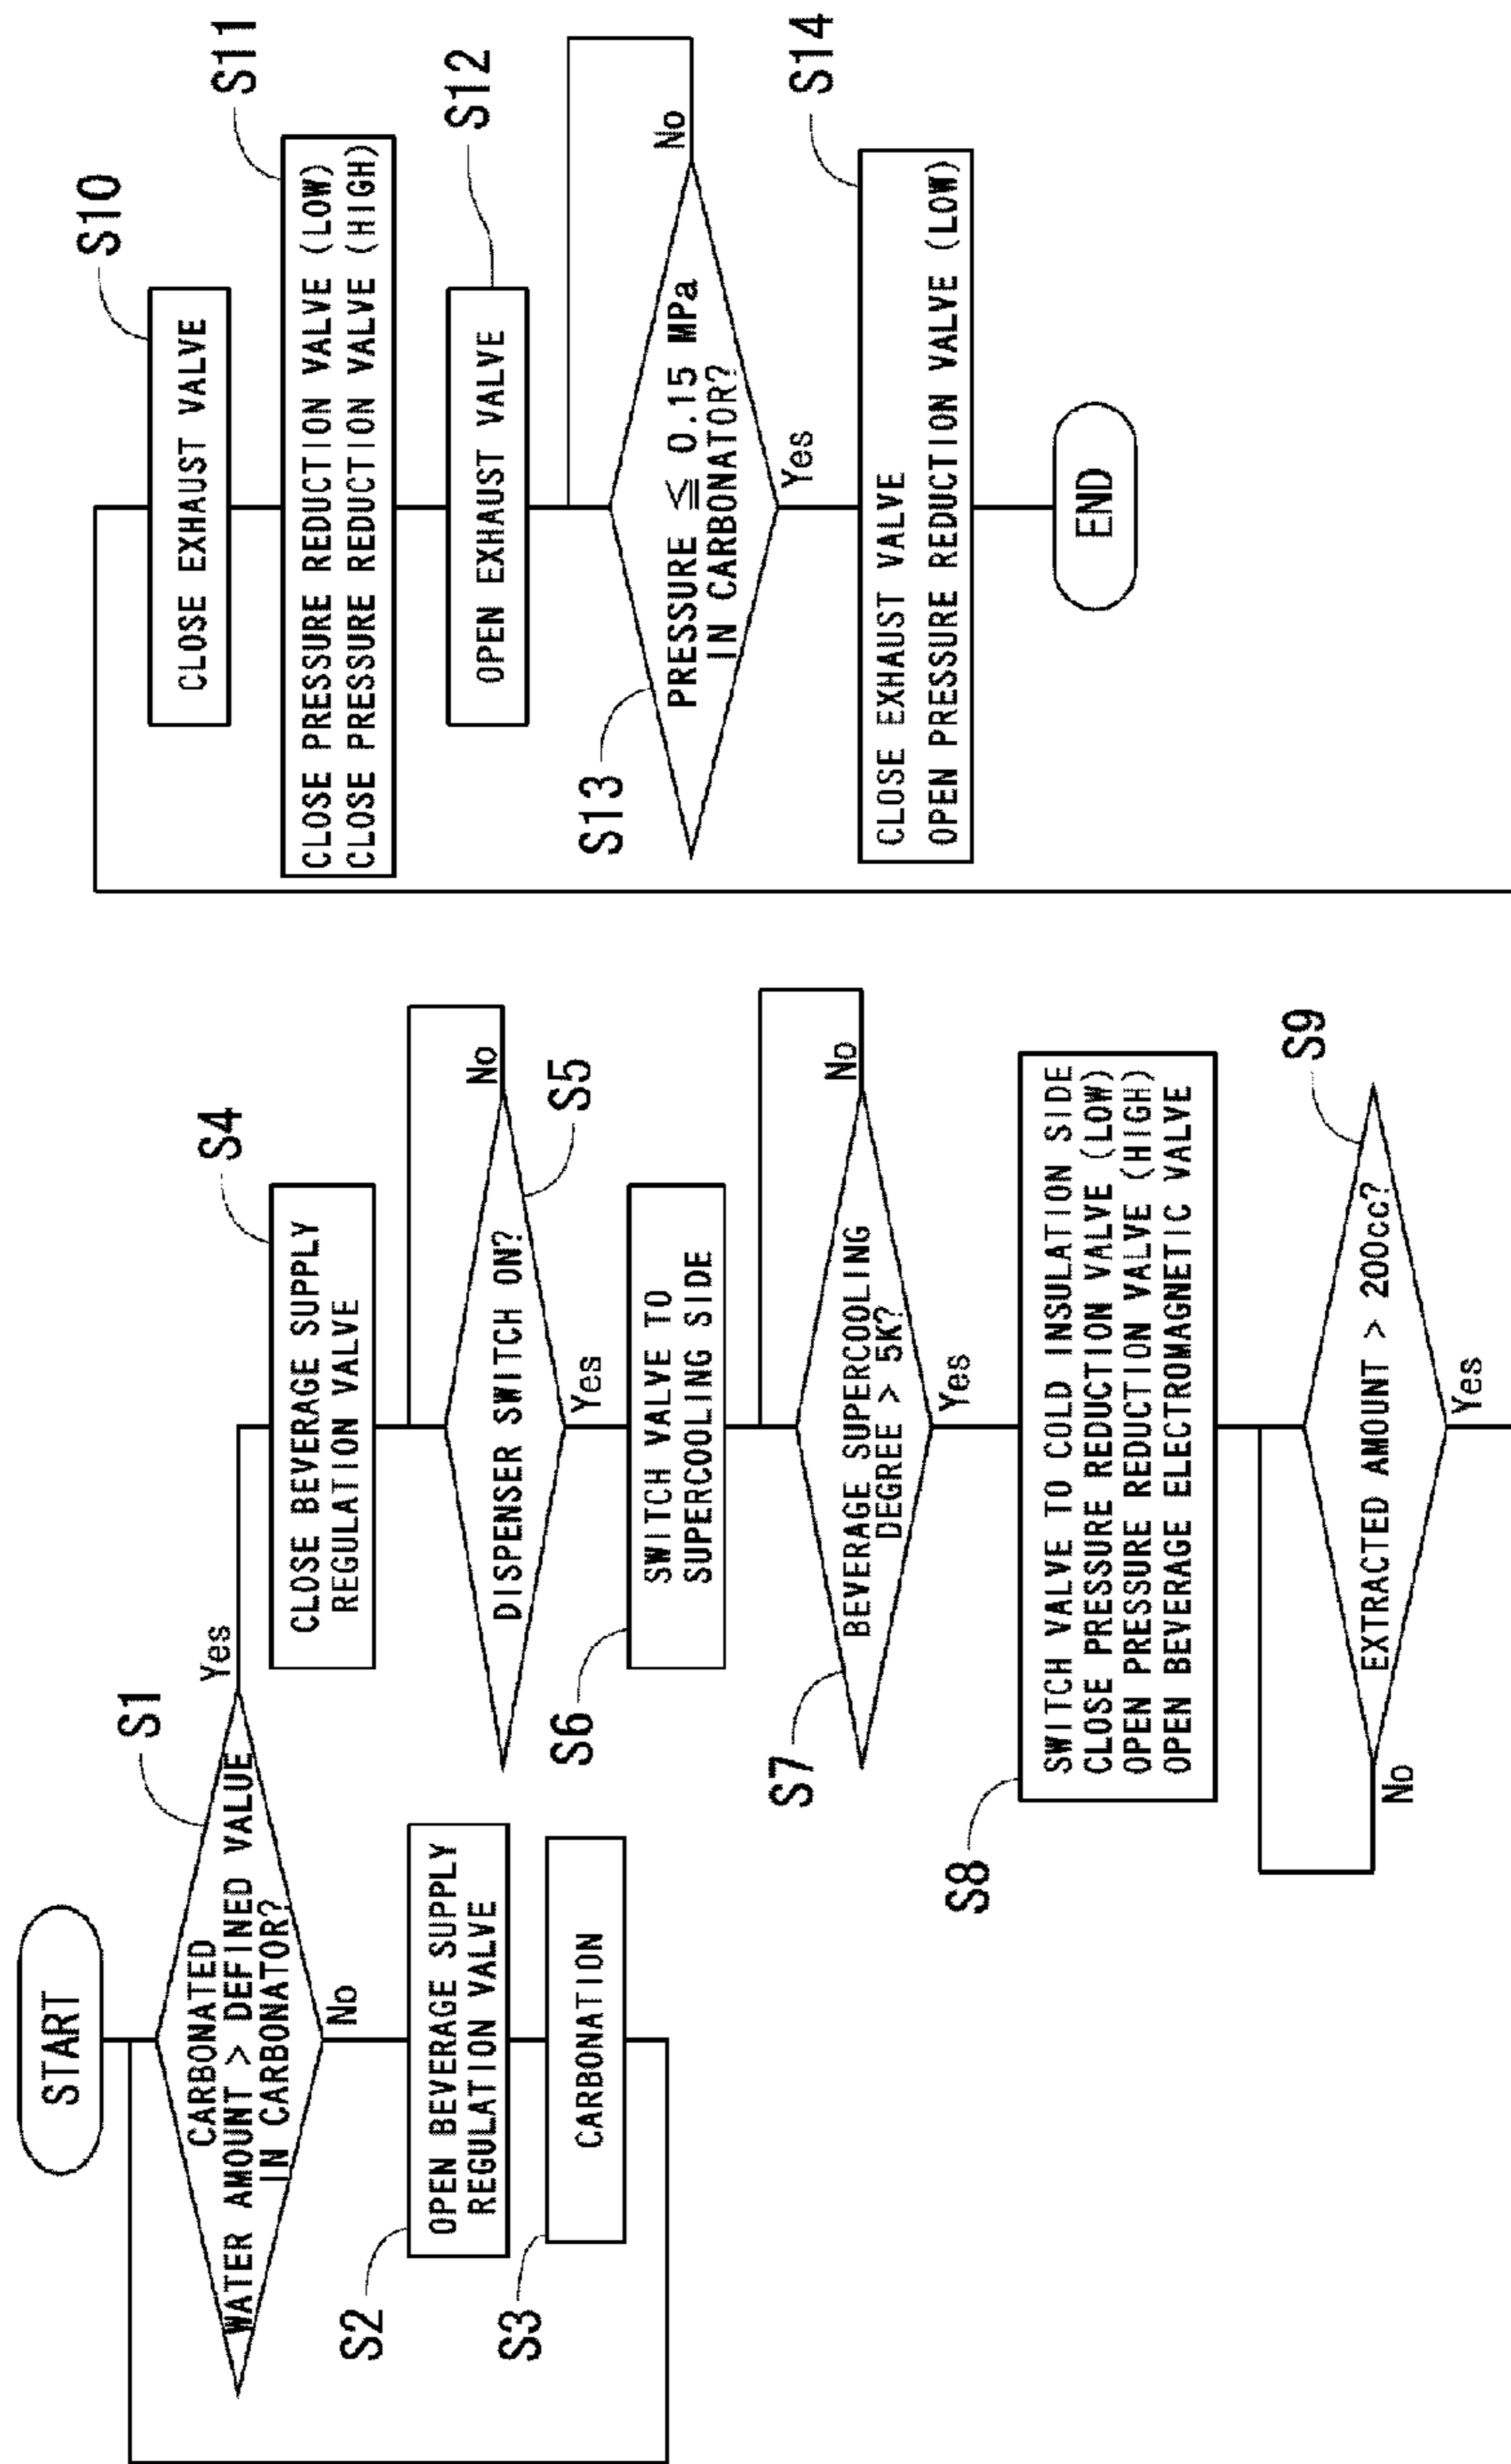 START
S1
CARBONATED
WATER AMOUNT > DEFINED VALUE
IN CARBONATOR?
Yes
No
S2
OPEN BEVERAGE SUPPLY
REGULATION VALVE
S3
CARBONATION
S4
CLOSE BEVERAGE SUPPLY
REGULATION VALVE
S5
DISPENSER SWITCH ON?
No
Yes
S6
SWITCH VALVE TO
SUPERCOOLING SIDE
S7
BEVERAGE SUPERCOOLING
DEGREE > 5K?
No
Yes
S8
SWITCH VALVE TO COLD INSULATION SIDE
CLOSE PRESSURE REDUCTION VALVE (LOW)
OPEN PRESSURE REDUCTION VALVE (HIGH)
OPEN BEVERAGE ELECTROMAGNETIC VALVE
S9
EXTRACTED AMOUNT > 200cc?
No
Yes
S10
CLOSE EXHAUST VALVE
S11
CLOSE PRESSURE REDUCTION VALVE (LOW)
CLOSE PRESSURE REDUCTION VALVE (HIGH)
S12
OPEN EXHAUST VALVE
S13
PRESSURE ≦ 0.15 MPa
IN CARBONATOR?
No
Yes
S14
CLOSE EXHAUST VALVE
OPEN PRESSURE REDUCTION VALVE (LOW)
END